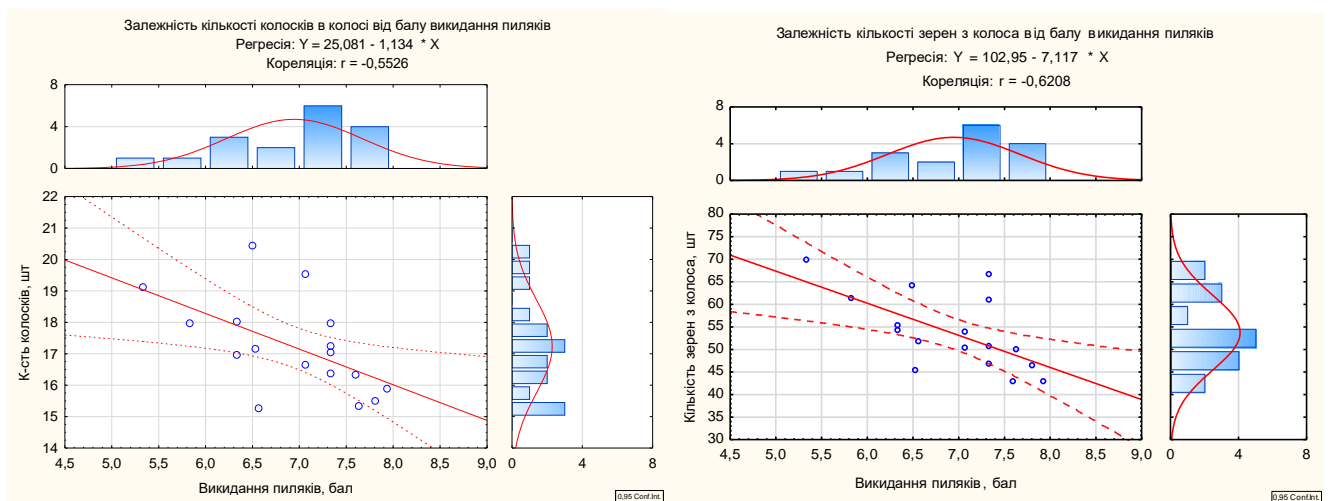 Залежність кількості колосків в колосі від балу викидання пиляків
Регресія: Y = 25,081 - 1,134 * X
Кореляція: r = -0,5526
8
4
0
22
21
20
19
18
17
16
15
14
К-сть колосків, шт
4,5 5,0 5,5 6,0 6,5 7,0 7,5 8,0 8,5 9,0
0 4 8
Викидання пиляків, бал
0,95 Conf.Int.
Залежність кількості зерен з колоса від балу викидання пиляків
Регресія: Y = 102,95 - 7,117 * X
Кореляція: r = -0,6208
8
4
0
80
75
70
65
60
55
50
45
40
35
30
Кількість зерен з колоса, шт
4,5 5,0 5,5 6,0 6,5 7,0 7,5 8,0 8,5 9,0
0 4 8
Викидання пиляків, бал
0,95 Conf.Int.